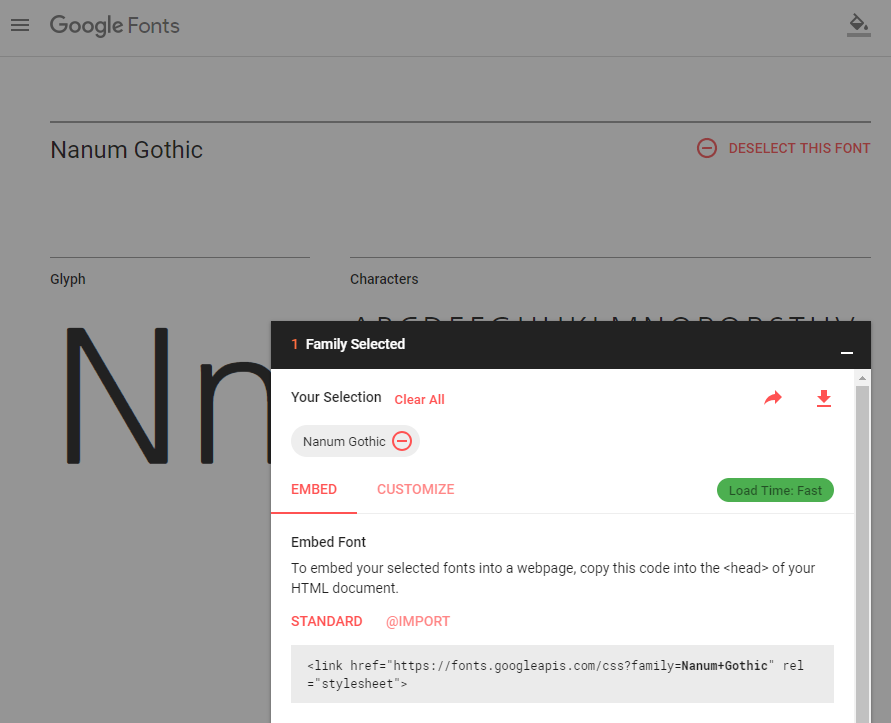 Google Fonts
Nanum Gothic
DESELECT THIS FONT
Glyph
Characters
Nn
1 Family Selected
Your Selection Clear All
Nanum Gothic
EMBED CUSTOMIZE Load Time: Fast
Embed Font
To embed your selected fonts into a webpage, copy this code into the <head> of your
HTML document.
STANDARD @IMPORT
<link href="https://fonts.googleapis.com/css?family=Nanum+Gothic" rel
="stylesheet">